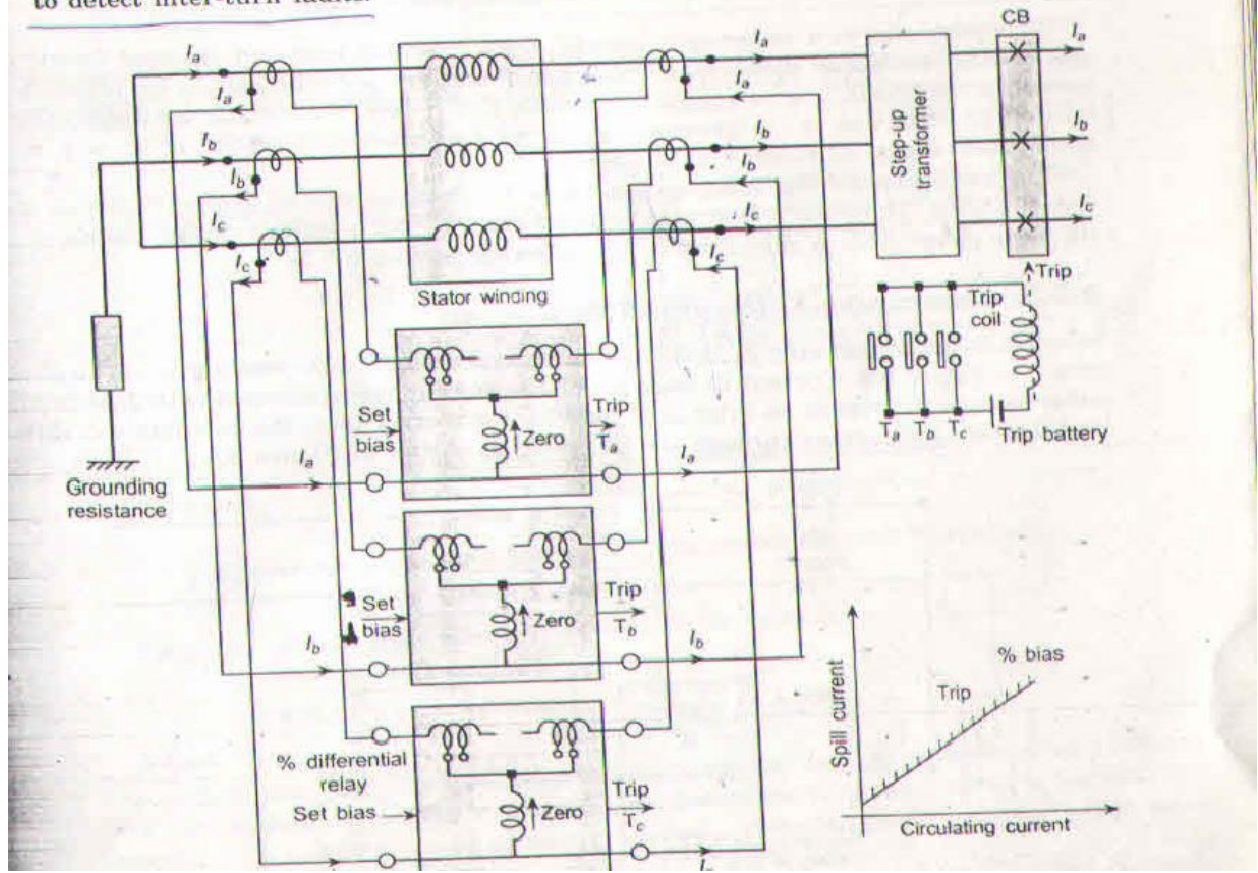 to detect inter-turn faults.
CB
Ia
Ia
Ia
Ia
Ia
Ia
Ib
Ib
Ib
Ib
Ib
Ib
Ic
Ic
Ic
Ic
Ic
Step-up
transformer
Stator winding
Trip
Trip
coil
Ta Tb Tc
Trip battery
Grounding
resistance
Set
bias
Zero
Trip
Ta
Ia
Ia
Set
bias
Zero
Trip
Tb
Ib
Ib
% differential
relay
Set bias
Zero
Trip
Tc
Spill current
% bias
Trip
Circulating current